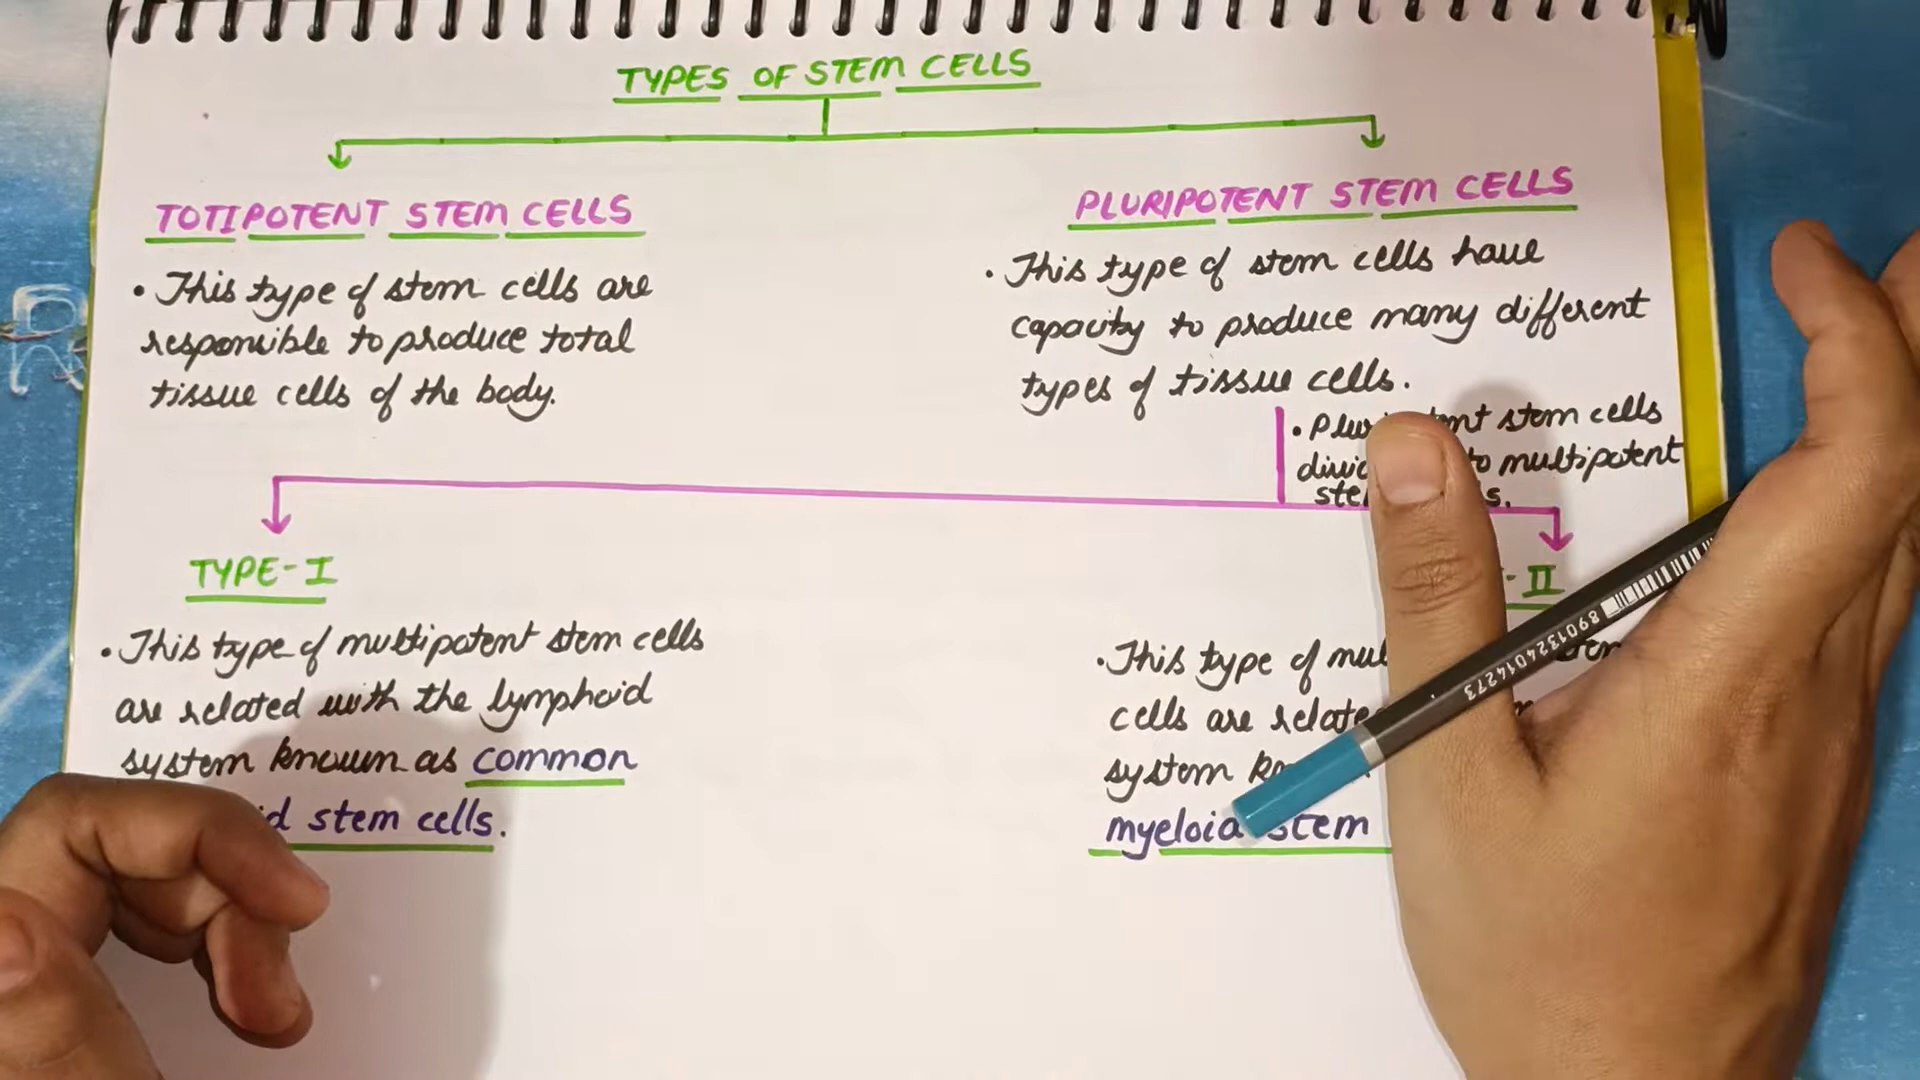 TYPES OF STEM CELLS
TOTIPOTENT STEM CELLS
• This type of stem cells are
responsible to produce total
tissue cells of the body.
PLURIPOTENT STEM CELLS
• This type of stem cells have
capacity to produce many different
types of tissue cells.
• stem cells
to multipotent
TYPE-I
• This type of multipotent stem cells
are related with the lymphoid
system known as common
stem cells.
II
• This type of
cells are
system
myeloid stem
8901324014273